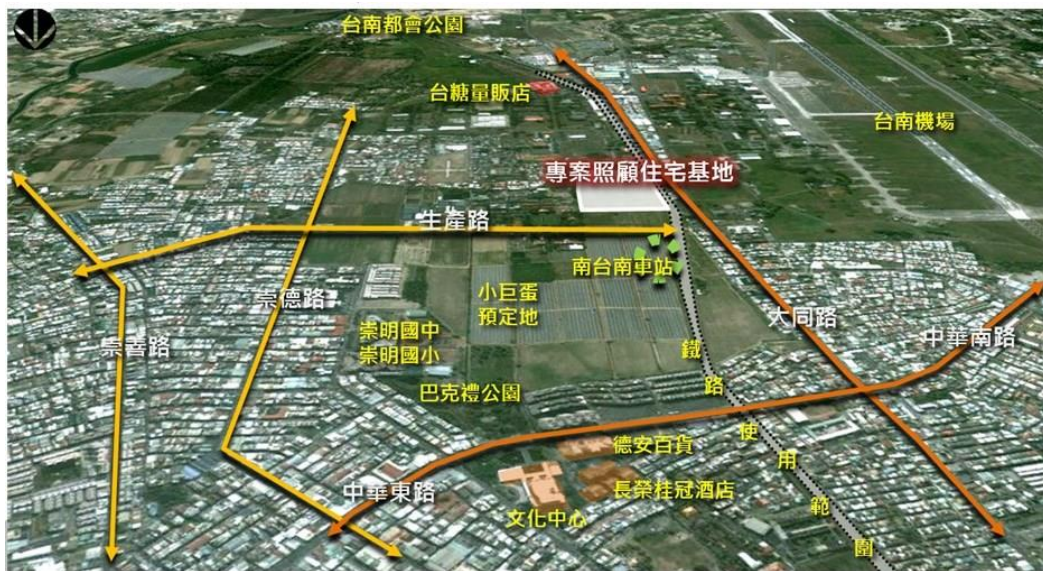 台南都會公園
台糖量販店
台南機場
專案照顧住宅基地
生產路
南台南車站
崇德路
小巨蛋
預定地
大同路
崇善路
崇明國中
崇明國小
中華南路
巴克禮公園
鐵路使用範圍
德安百貨
中華東路
長榮桂冠酒店
文化中心